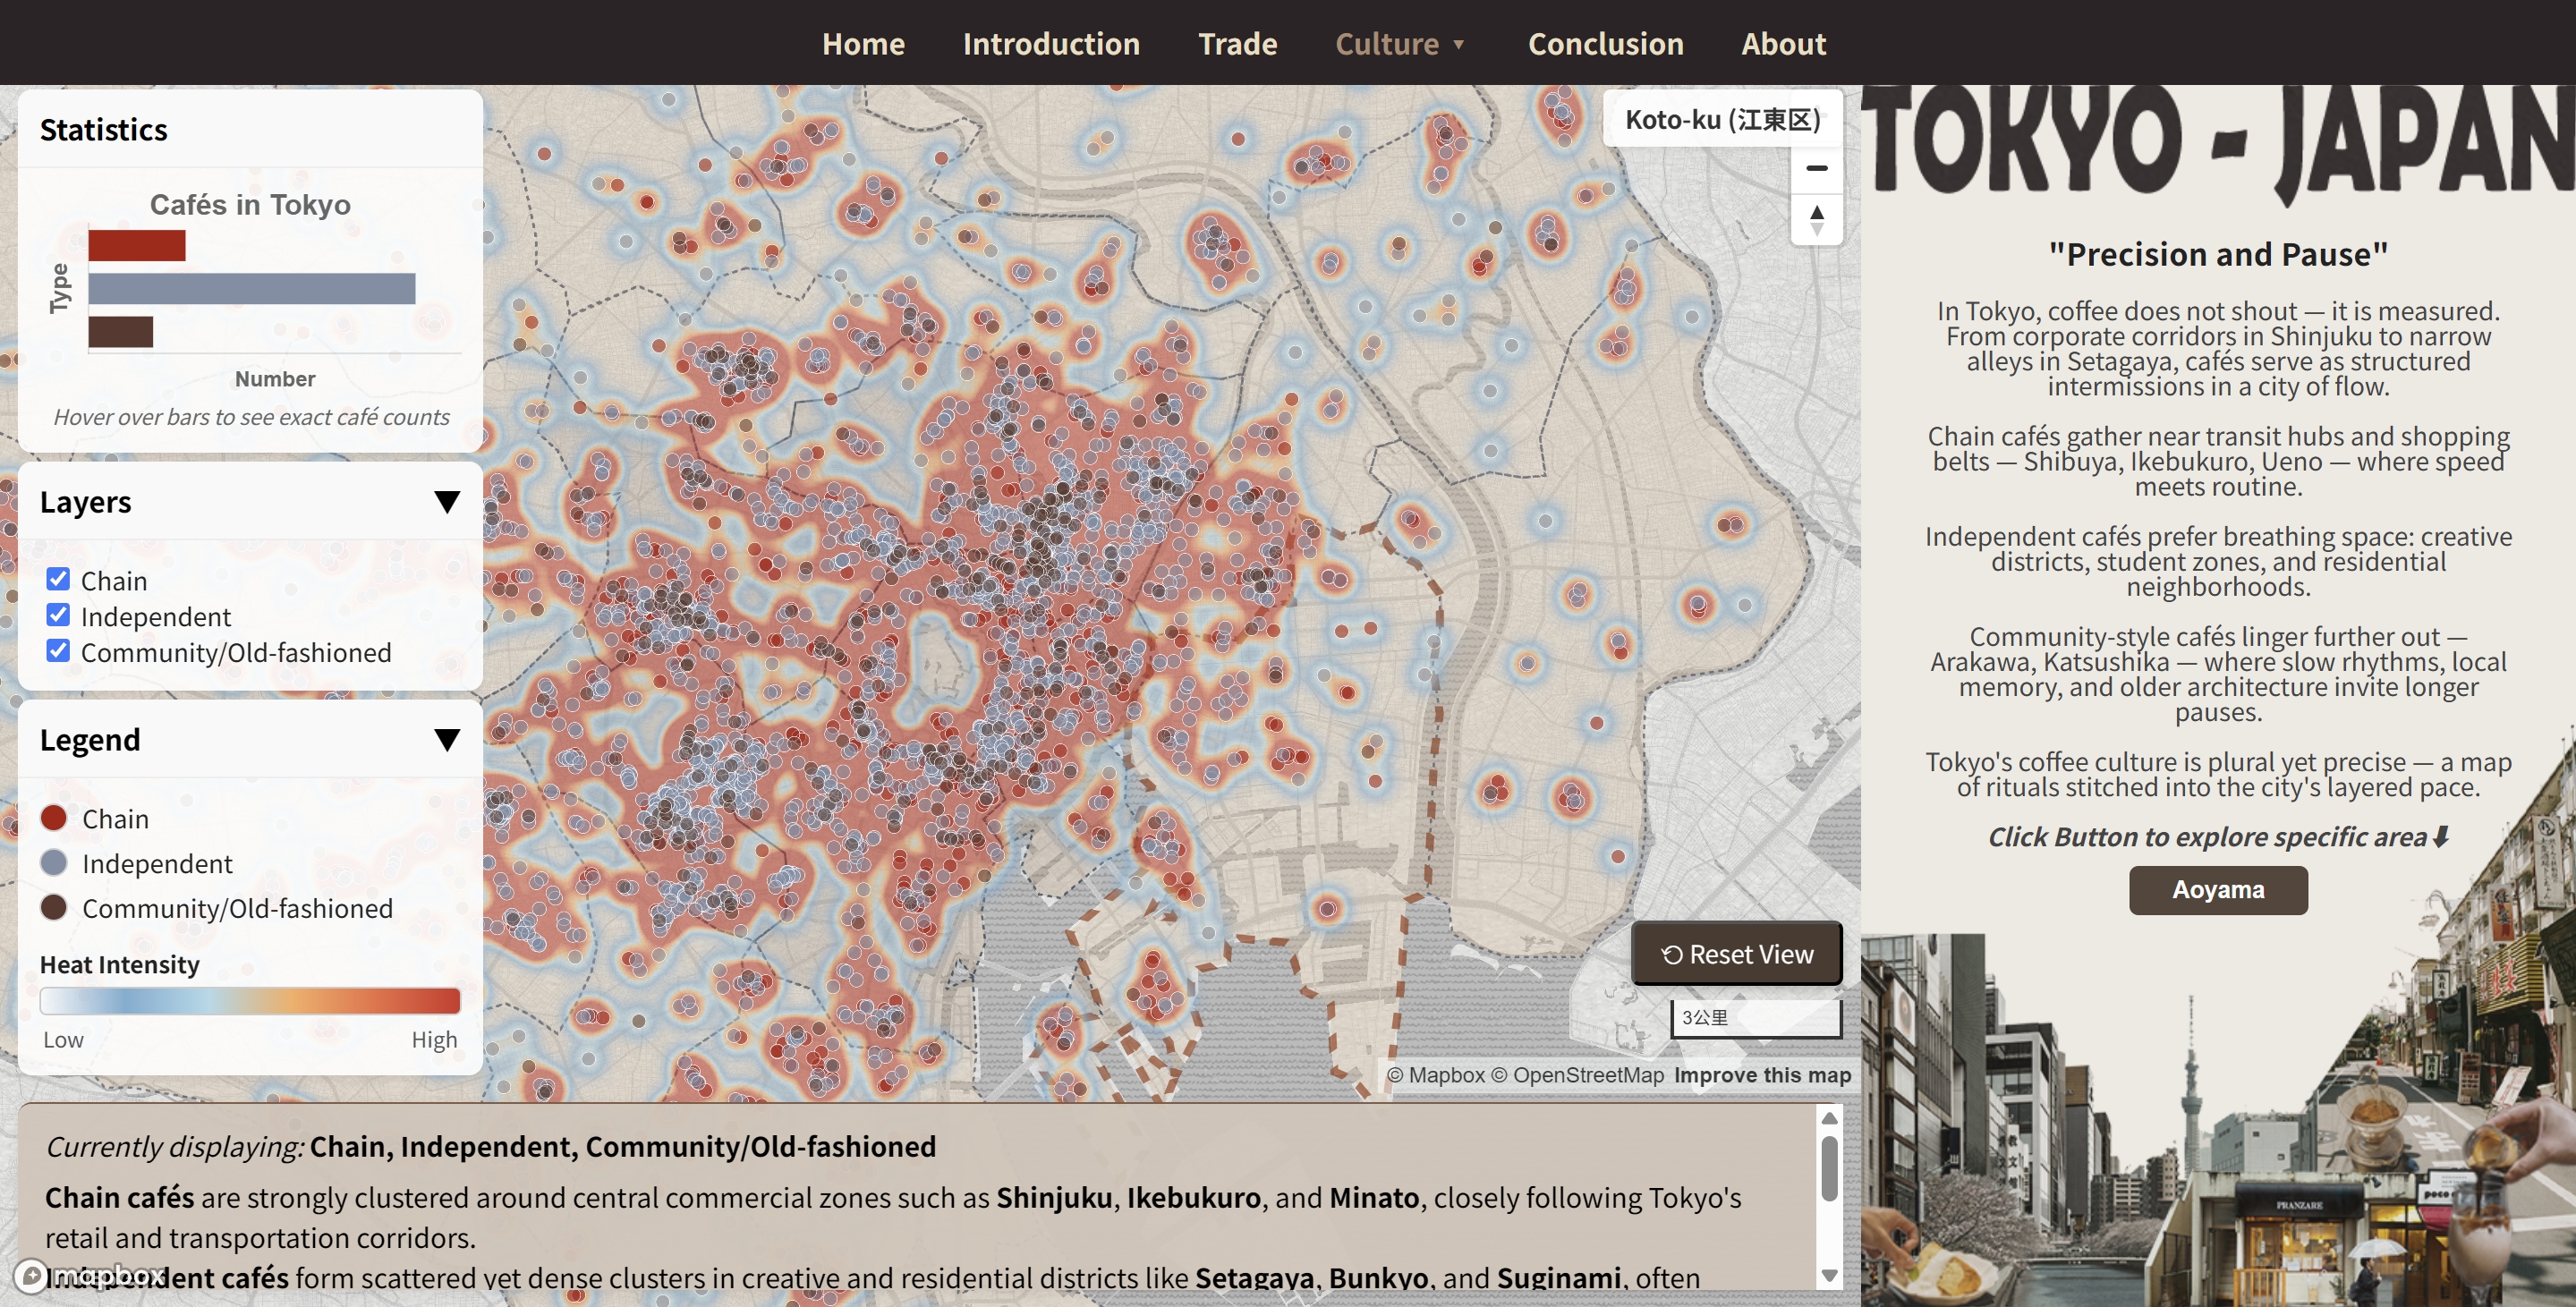 Home Introduction Trade Culture ▼ Conclusion About
Statistics
Cafés in Tokyo
Type
Number
Hover over bars to see exact café counts
Layers ▼
Chain
Independent
Community/Old-fashioned
Legend ▼
Chain
Independent
Community/Old-fashioned
Heat Intensity
Low High
Koto-ku (江東区)
Reset View
3公里
© Mapbox © OpenStreetMap Improve this map
Currently displaying: Chain, Independent, Community/Old-fashioned
Chain cafés are strongly clustered around central commercial zones such as Shinjuku, Ikebukuro, and Minato, closely following Tokyo's
retail and transportation corridors.
Independent cafés form scattered yet dense clusters in creative and residential districts like Setagaya, Bunkyo, and Suginami, often
mapbox
TOKYO - JAPAN
"Precision and Pause"
In Tokyo, coffee does not shout — it is measured.
From corporate corridors in Shinjuku to narrow
alleys in Setagaya, cafés serve as structured
intermissions in a city of flow.
Chain cafés gather near transit hubs and shopping
belts — Shibuya, Ikebukuro, Ueno — where speed
meets routine.
Independent cafés prefer breathing space: creative
districts, student zones, and residential
neighborhoods.
Community-style cafés linger further out —
Arakawa, Katsushika — where slow rhythms, local
memory, and older architecture invite longer
pauses.
Tokyo's coffee culture is plural yet precise — a map
of rituals stitched into the city's layered pace.
Click Button to explore specific area⬇
Aoyama
PRANZARE
poco